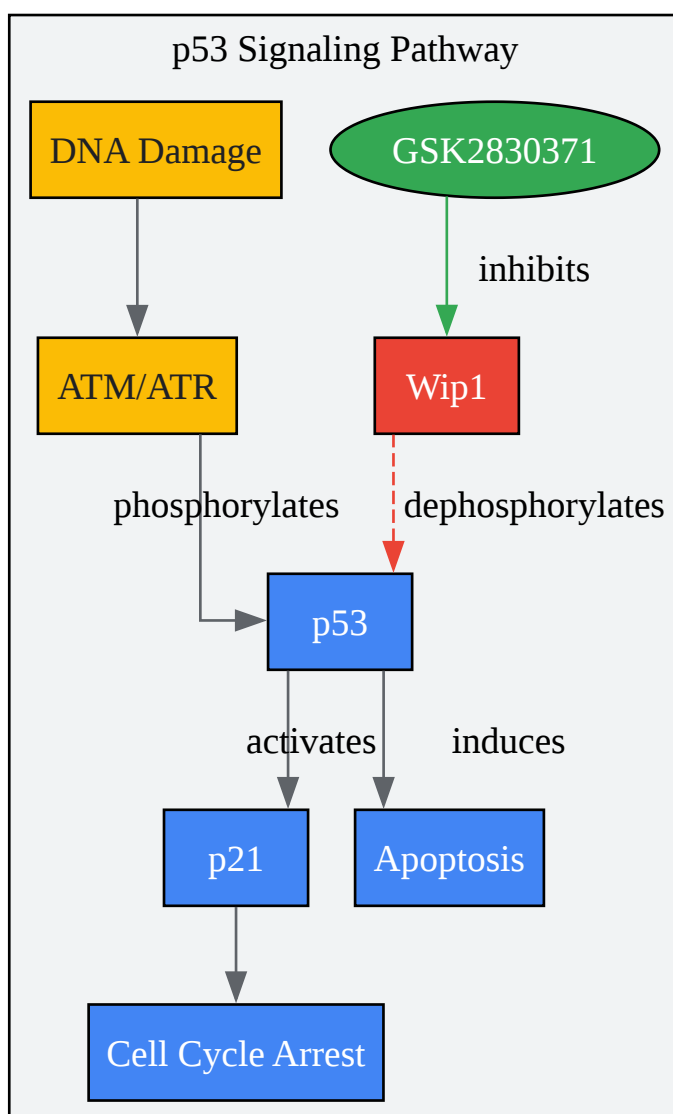 p53 Signaling Pathway
DNA Damage
GSK2830371
inhibits
ATM/ATR
Wip1
phosphorylates
dephosphorylates
p53
activates
induces
p21
Apoptosis
Cell Cycle Arrest